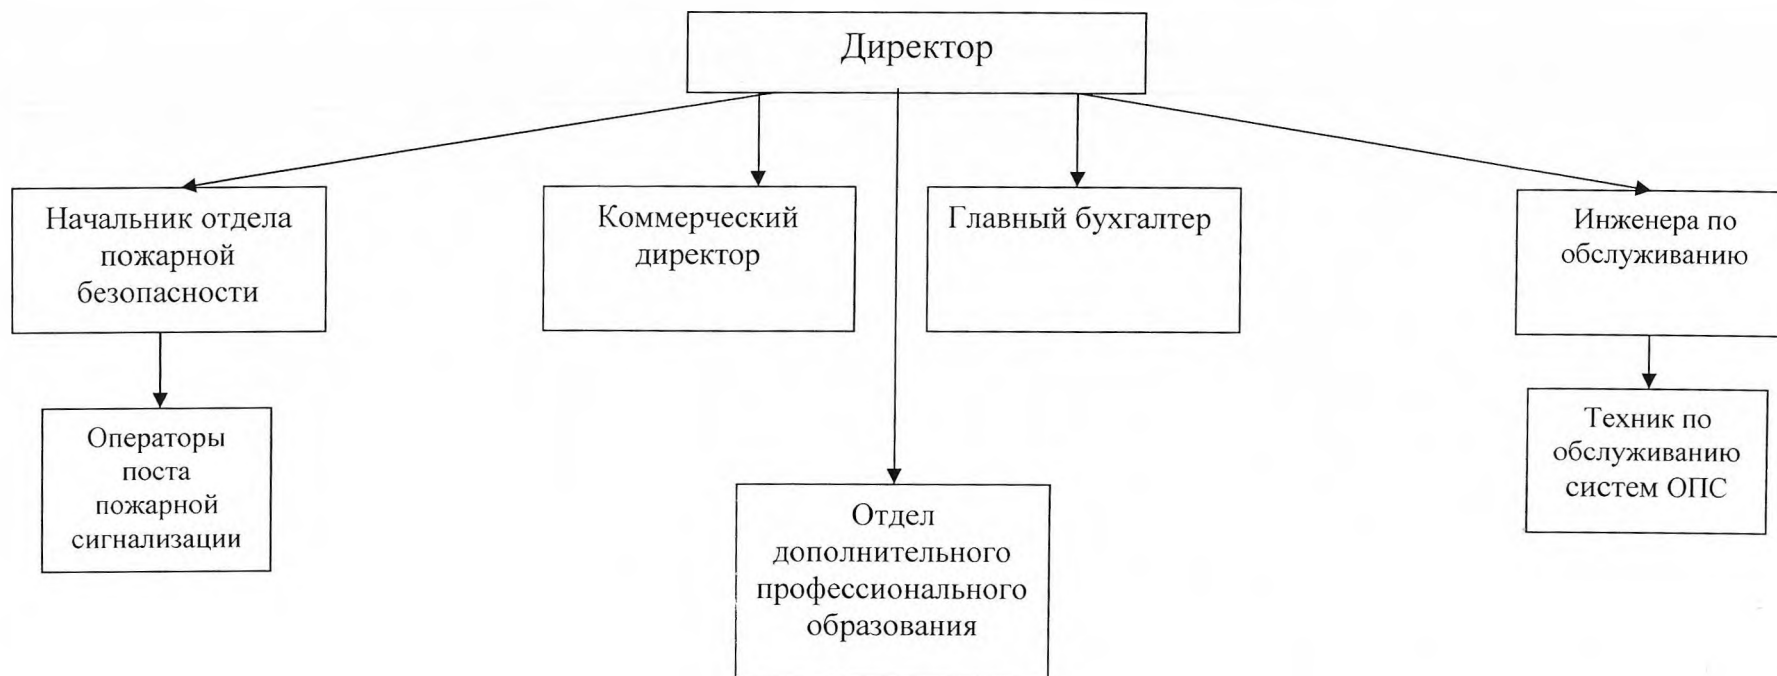 Директор
Начальник отдела
пожарной
безопасности
Коммерческий
директор
Главный бухгалтер
Инженера по
обслуживанию
Операторы
поста
пожарной
сигнализации
Отдел
дополнительного
профессионального
образования
Техник по
обслуживанию
систем ОПС